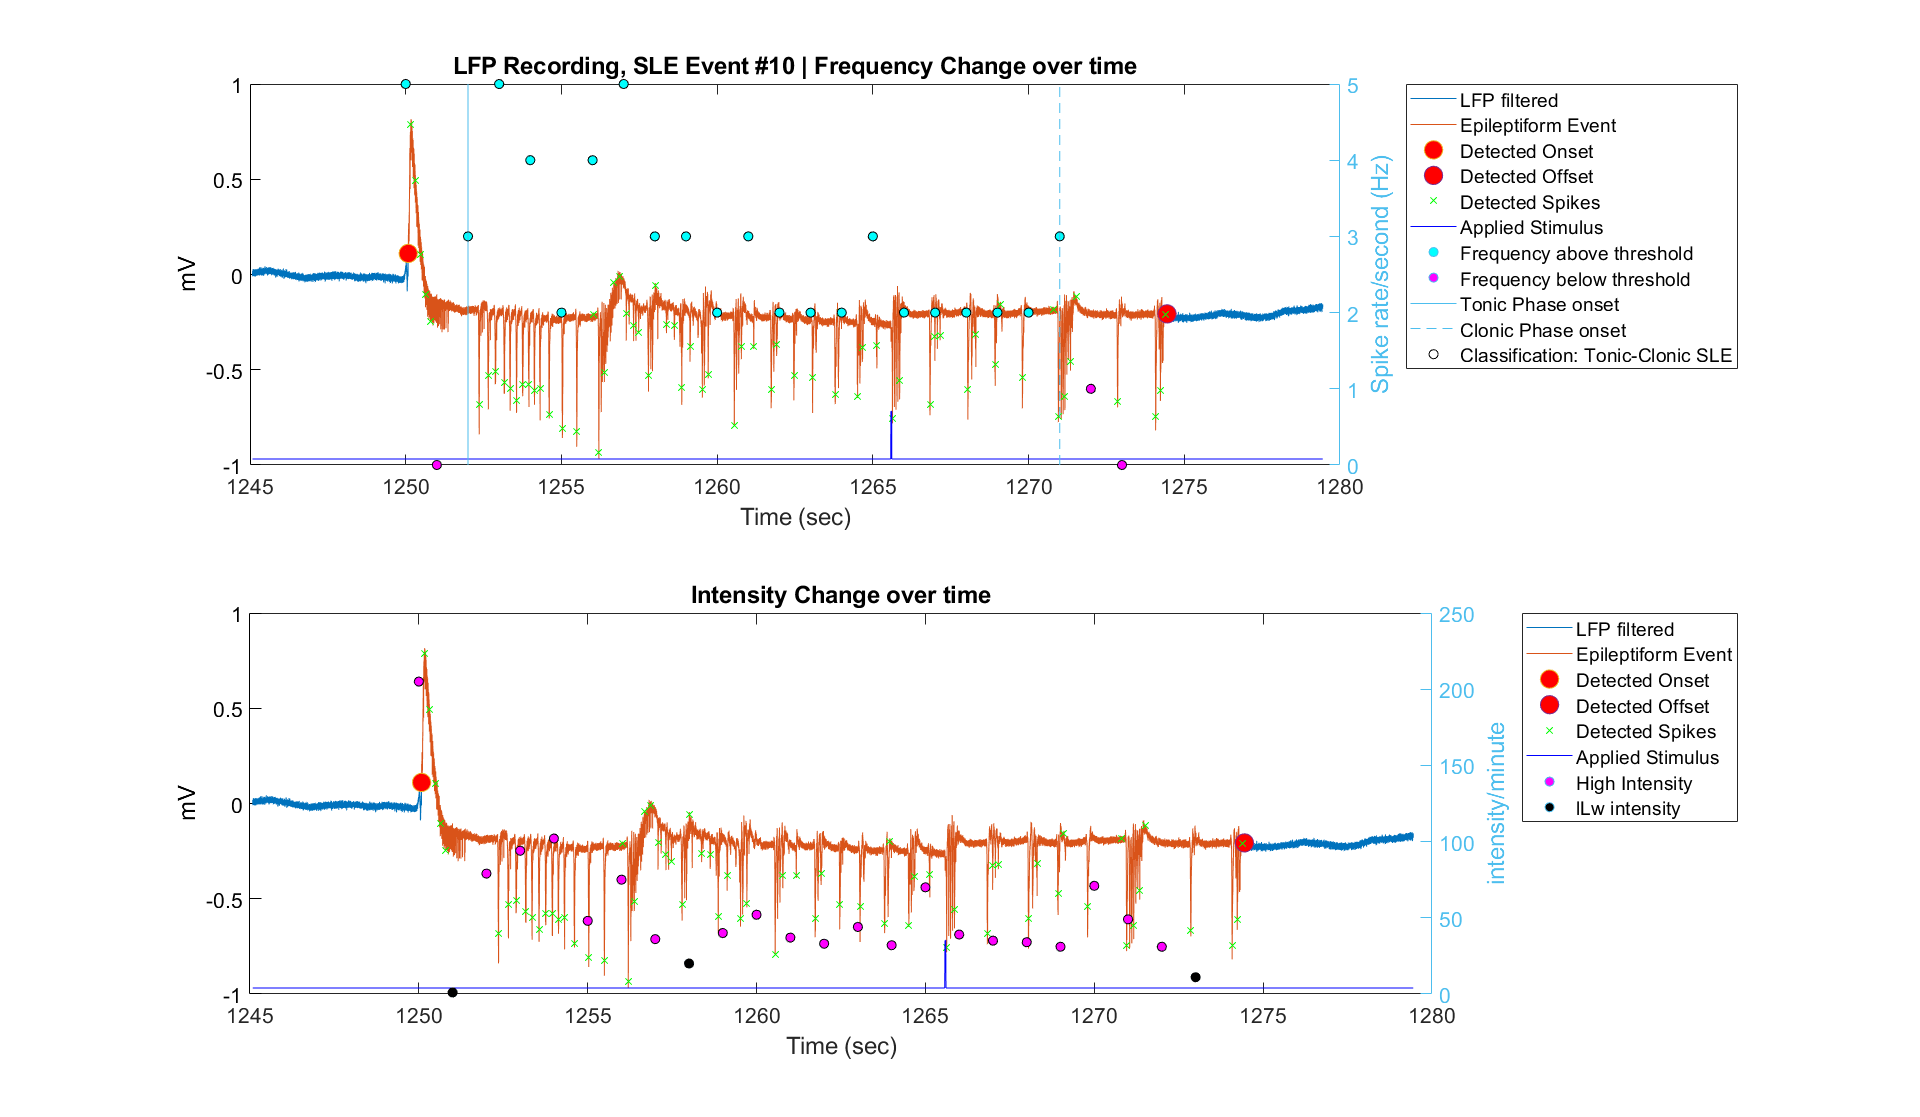 LFP Recording, SLE Event #10 | Frequency Change over time
1
0.5
0
-0.5
-1
mV
5
4
3
2
1
0
Spike rate/second (Hz)
1245 1250 1255 1260 1265 1270 1275 1280
Time (sec)
LFP filtered
Epileptiform Event
Detected Onset
Detected Offset
Detected Spikes
Applied Stimulus
Frequency above threshold
Frequency below threshold
Tonic Phase onset
Clonic Phase onset
Classification: Tonic-Clonic SLE
Intensity Change over time
1
0.5
0
-0.5
-1
mV
250
200
150
100
50
0
intensity/minute
1245 1250 1255 1260 1265 1270 1275 1280
Time (sec)
LFP filtered
Epileptiform Event
Detected Onset
Detected Offset
Detected Spikes
Applied Stimulus
High Intensity
lLw intensity